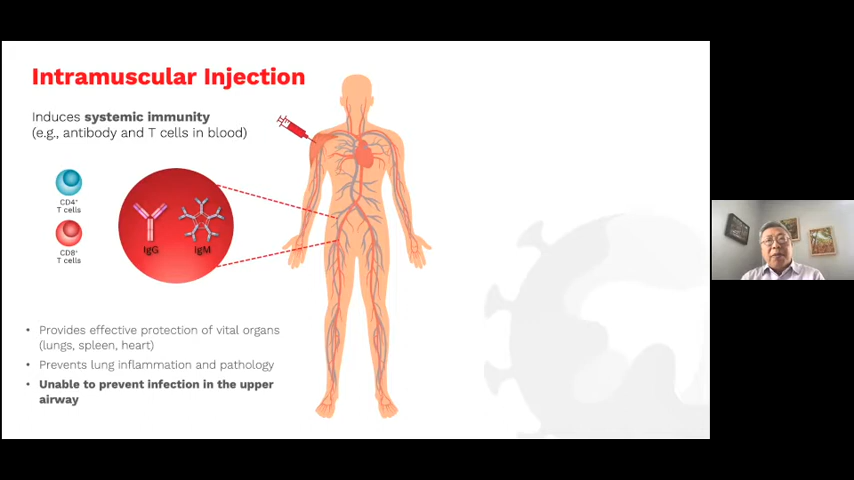 Intramuscular Injection
Induces systemic immunity
(e.g., antibody and T cells in blood)
CD4⁺
T cells
CD8⁺
T cells
IgG
IgM
• Provides effective protection of vital organs
(lungs, spleen, heart)
• Prevents lung inflammation and pathology
• Unable to prevent infection in the upper
airway